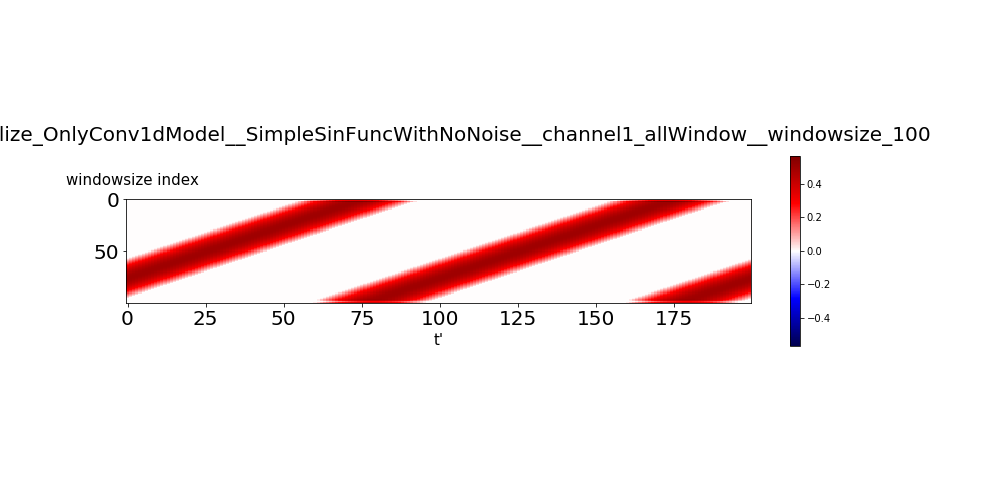 lize_OnlyConv1dModel__SimpleSinFuncWithNoNoise__channel1_allWindow__windowsize_100
windowsize index
0
50
0 25 50 75 100 125 150 175
t'
0.4
0.2
0.0
−0.2
−0.4